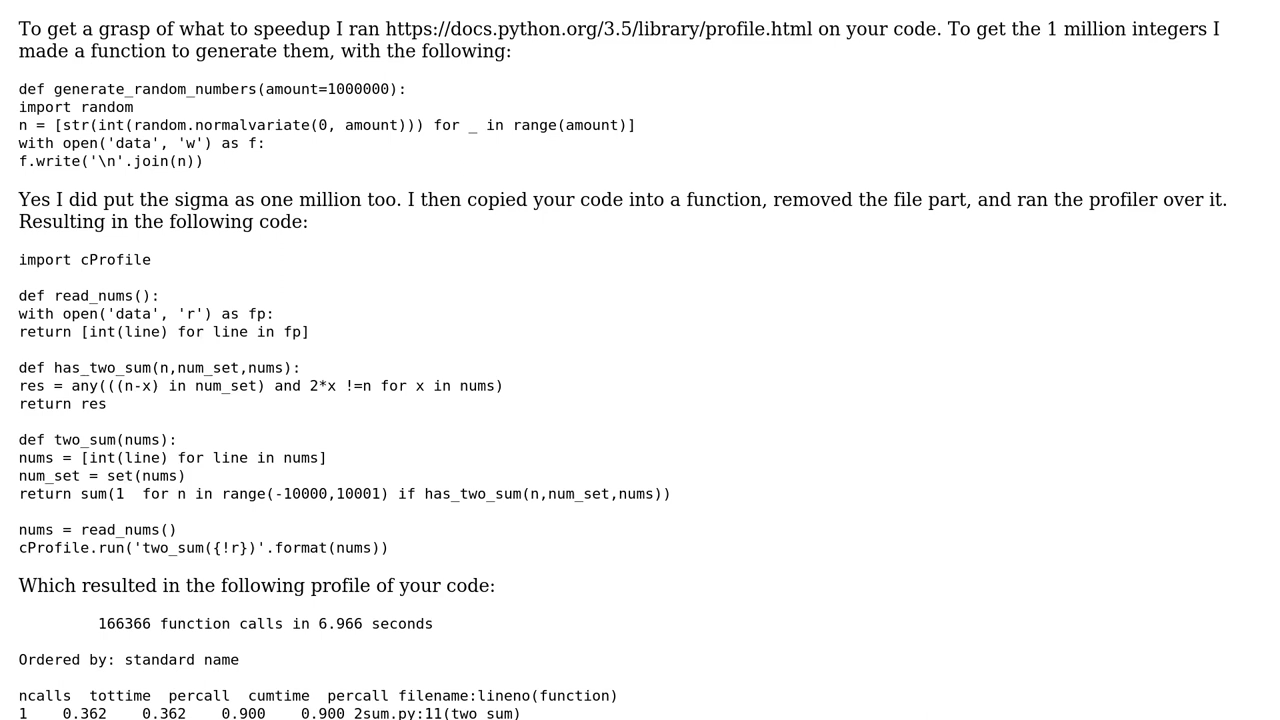 To get a grasp of what to speedup I ran https://docs.python.org/3.5/library/profile.html on your code. To get the 1 million integers I
made a function to generate them, with the following:
def generate_random_numbers(amount=1000000):
import random
n = [str(int(random.normalvariate(0, amount))) for _ in range(amount)]
with open('data', 'w') as f:
f.write('\n'.join(n))
Yes I did put the sigma as one million too. I then copied your code into a function, removed the file part, and ran the profiler over it.
Resulting in the following code:
import cProfile
def read_nums():
with open('data', 'r') as fp:
return [int(line) for line in fp]
def has_two_sum(n,num_set,nums):
res = any(((n-x) in num_set) and 2*x !=n for x in nums)
return res
def two_sum(nums):
nums = [int(line) for line in nums]
num_set = set(nums)
return sum(1  for n in range(-10000,10001) if has_two_sum(n,num_set,nums))
nums = read_nums()
cProfile.run('two_sum({!r})'.format(nums))
Which resulted in the following profile of your code:
166366 function calls in 6.966 seconds
Ordered by: standard name
ncalls  tottime  percall  cumtime  percall filename:lineno(function)
1    0.362    0.362    0.900    0.900 2sum.py:11(two_sum)